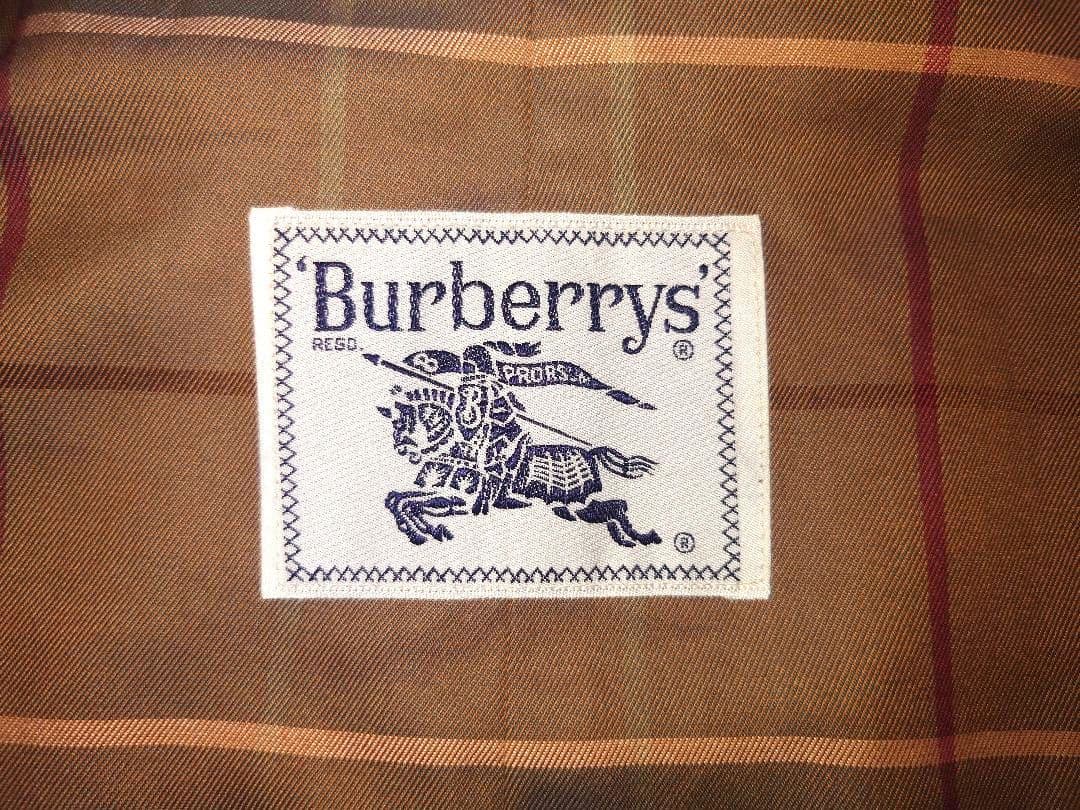 'Burberrys'
REGD. ®
B PRORSUM
B
®